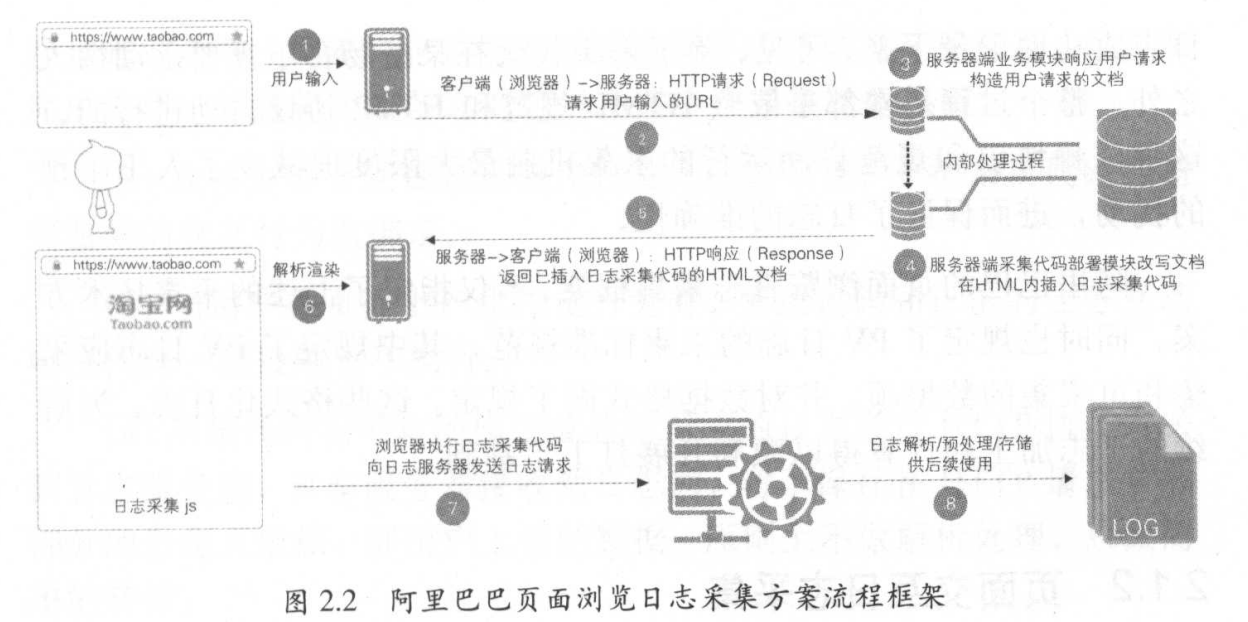 https://www.taobao.com
1
用户输入
客户端（浏览器）->服务器：HTTP请求（Request）
请求用户输入的URL
2
3
服务器端业务模块响应用户请求
构造用户请求的文档
内部处理过程
4
服务器端采集代码部署模块改写文档
在HTML内插入日志采集代码
5
服务器->客户端（浏览器）：HTTP响应（Response）
返回已插入日志采集代码的HTML文档
https://www.taobao.com
淘宝网
Taobao.com
解析渲染
6
日志采集 js
浏览器执行日志采集代码
向日志服务器发送日志请求
7
日志解析/预处理/存储
供后续使用
8
LOG
图 2.2 阿里巴巴页面浏览日志采集方案流程框架